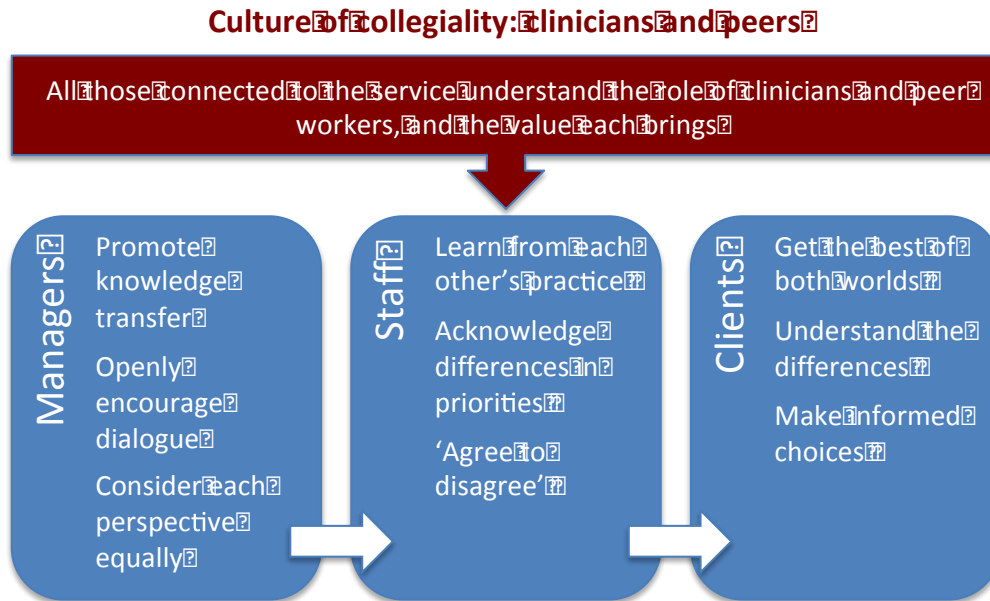 Culture of collegiality: clinicians and peers
All those connected to the service understand the role of clinicians and peer
workers, and the value each brings
Managers
Promote
knowledge
transfer
Openly
encourage
dialogue
Consider each
perspective
equally
Staff
Learn from each
other's practice
Acknowledge
differences in
priorities
'Agree to
disagree'
Clients
Get the best of
both worlds
Understand the
differences
Make informed
choices